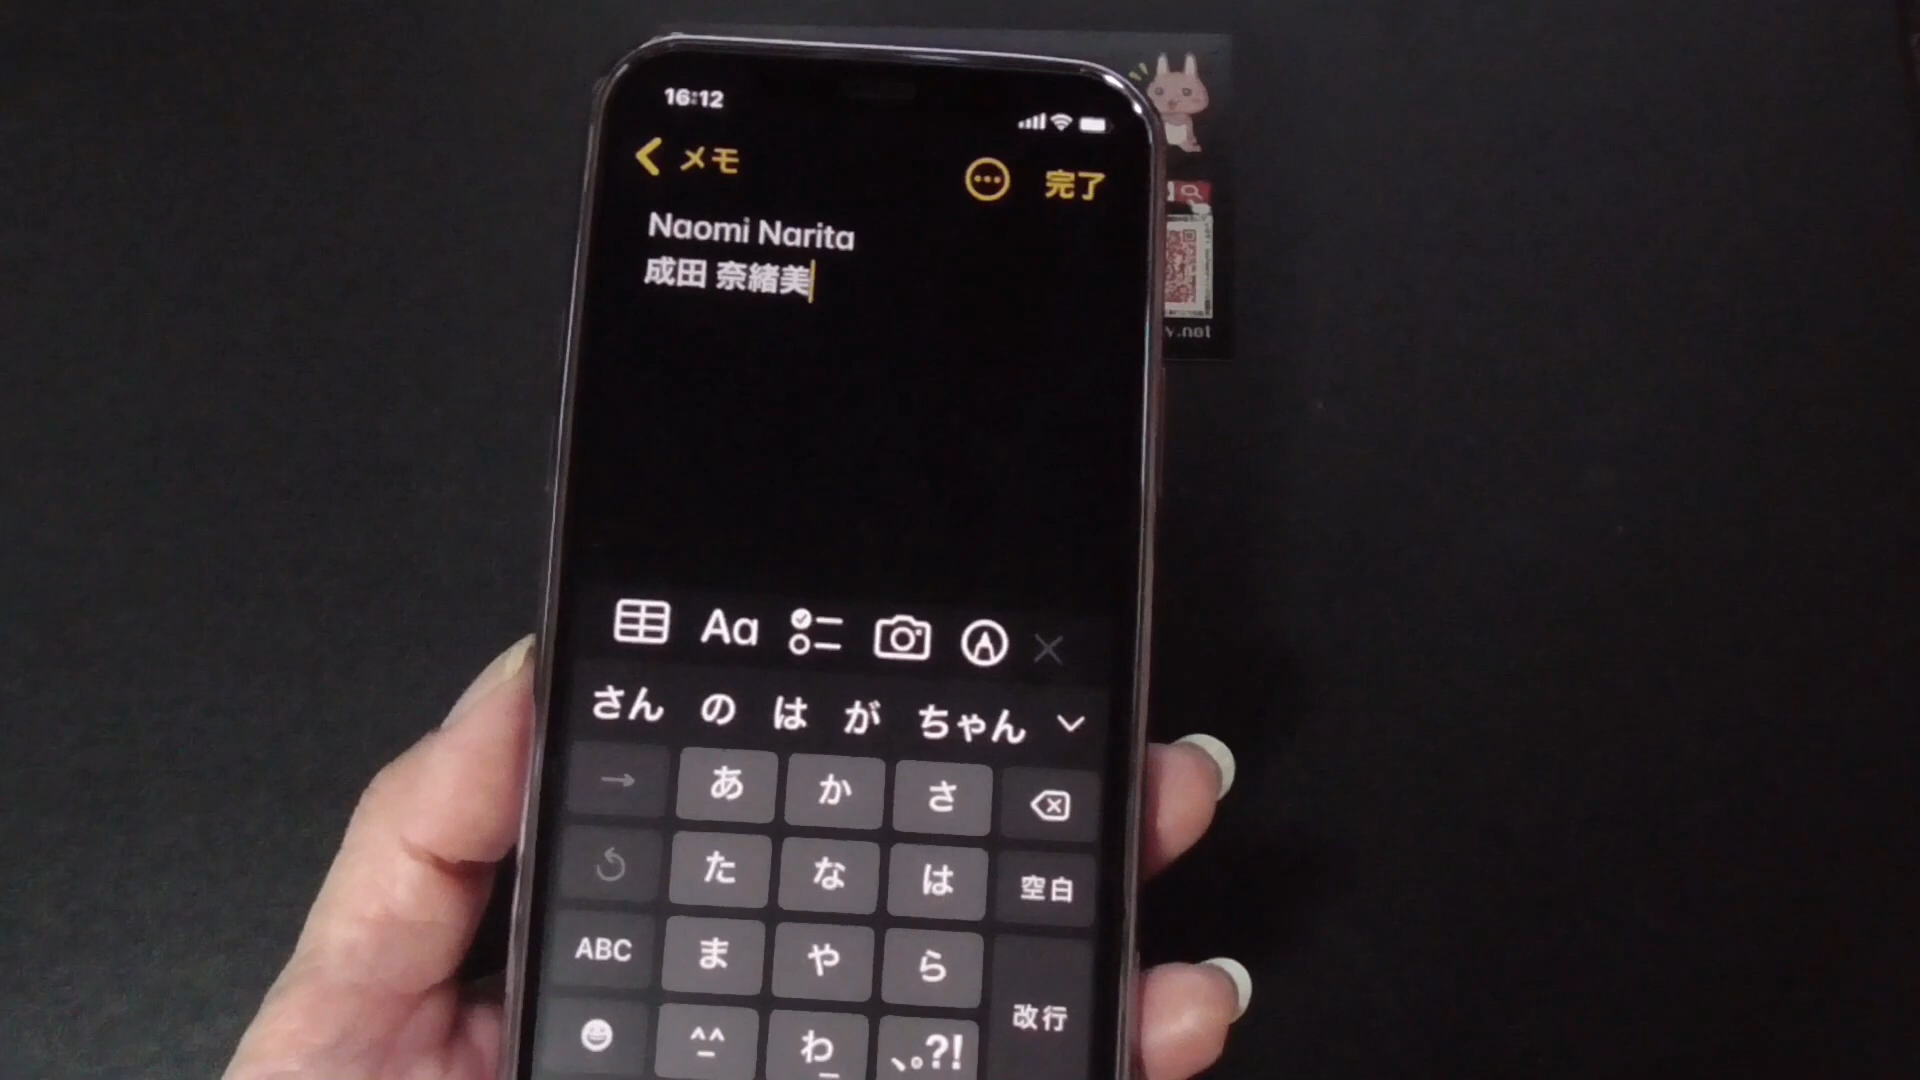 16:12
メモ
完了
Naomi Narita
成田 奈緒美
v.net
Aa
さん の は が ちゃん
→ あ か さ
た な は 空白
ABC ま や ら
改行
^^ わ 、。?!